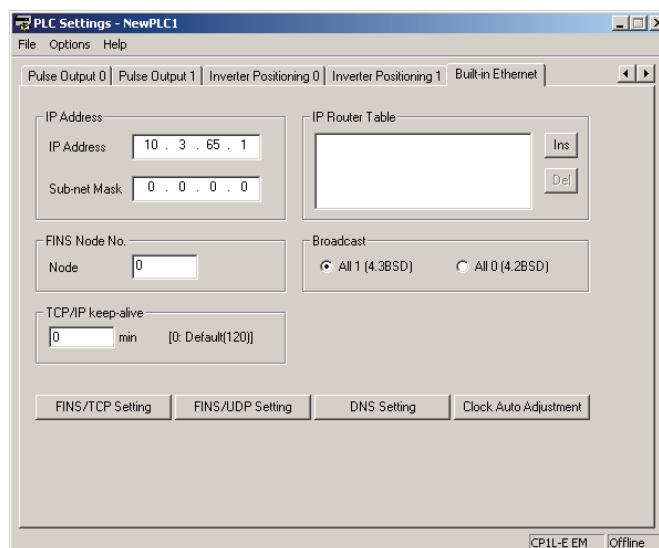 PLC Settings - NewPLC1
File Options Help
Pulse Output 0 Pulse Output 1 Inverter Positioning 0 Inverter Positioning 1 Built-in Ethernet
IP Address
IP Address 10 . 3 . 65 . 1
Sub-net Mask 0 . 0 . 0 . 0
IP Router Table
Ins
Del
FINS Node No.
Node 0
Broadcast
All 1 (4.3BSD) All 0 (4.2BSD)
TCP/IP keep-alive
0 min [0: Default(120)]
FINS/TCP Setting FINS/UDP Setting DNS Setting Clock Auto Adjustment
CP1L-E EM Offline